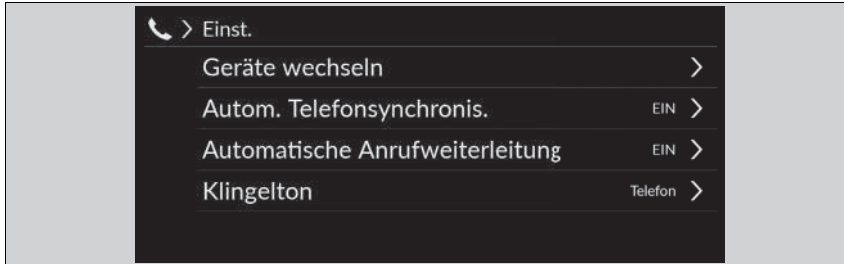 Einst.
Geräte wechseln
Autom. Telefonsynchronis. EIN
Automatische Anrufweiterleitung EIN
Klingelton Telefon